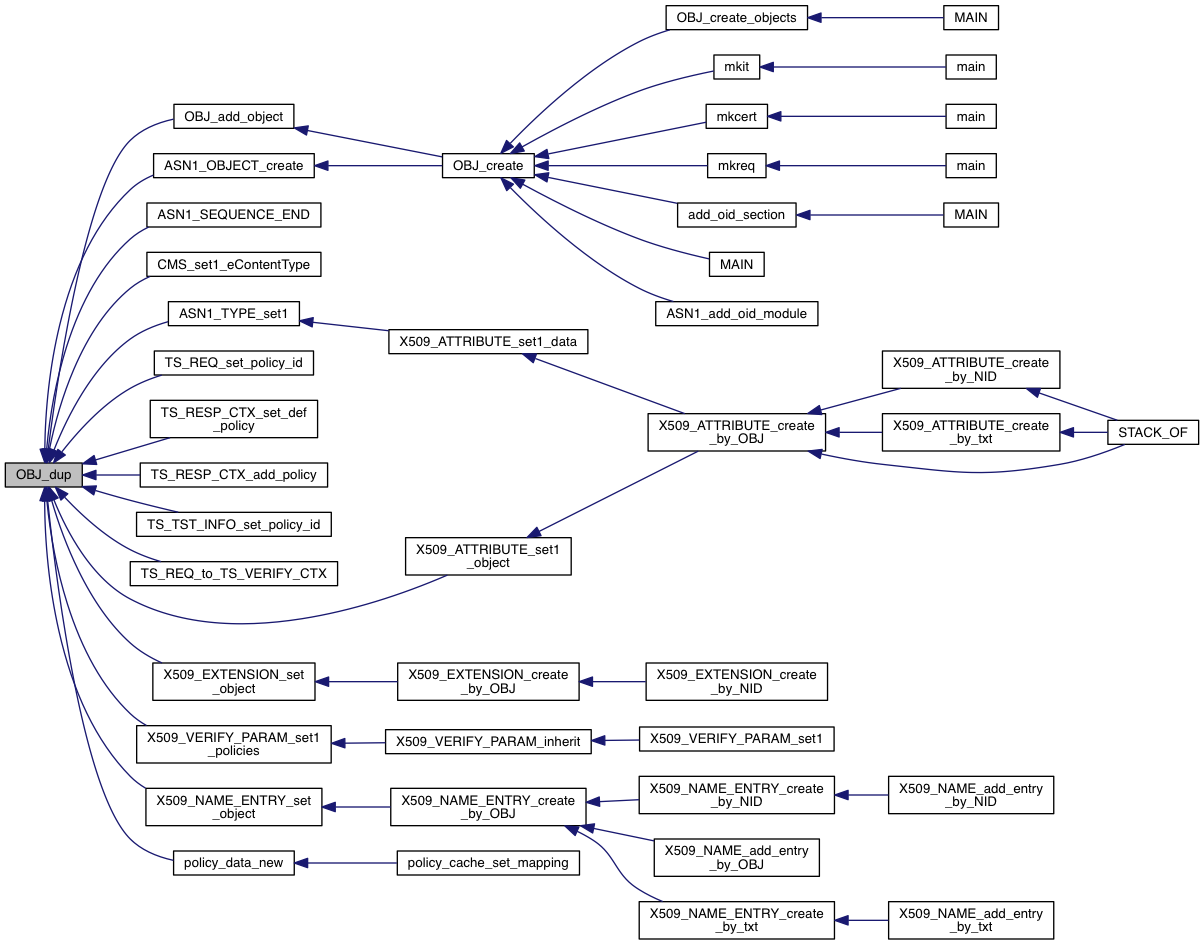 OBJ_create_objects
MAIN
mkit
main
OBJ_add_object
mkcert
main
ASN1_OBJECT_create
OBJ_create
mkreq
main
ASN1_SEQUENCE_END
add_oid_section
MAIN
CMS_set1_eContentType
MAIN
ASN1_TYPE_set1
ASN1_add_oid_module
X509_ATTRIBUTE_set1_data
TS_REQ_set_policy_id
X509_ATTRIBUTE_create
_by_NID
TS_RESP_CTX_set_def
_policy
X509_ATTRIBUTE_create
_by_OBJ
X509_ATTRIBUTE_create
_by_txt
STACK_OF
OBJ_dup
TS_RESP_CTX_add_policy
TS_TST_INFO_set_policy_id
X509_ATTRIBUTE_set1
_object
TS_REQ_to_TS_VERIFY_CTX
X509_EXTENSION_set
_object
X509_EXTENSION_create
_by_OBJ
X509_EXTENSION_create
_by_NID
X509_VERIFY_PARAM_set1
_policies
X509_VERIFY_PARAM_inherit
X509_VERIFY_PARAM_set1
X509_NAME_ENTRY_set
_object
X509_NAME_ENTRY_create
_by_OBJ
X509_NAME_ENTRY_create
_by_NID
X509_NAME_add_entry
_by_NID
X509_NAME_add_entry
_by_OBJ
policy_data_new
policy_cache_set_mapping
X509_NAME_ENTRY_create
_by_txt
X509_NAME_add_entry
_by_txt